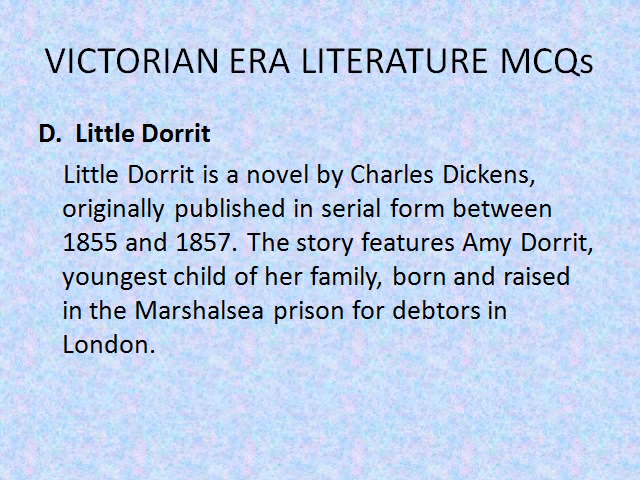 VICTORIAN ERA LITERATURE MCQs
D. Little Dorrit
Little Dorrit is a novel by Charles Dickens,
originally published in serial form between
1855 and 1857. The story features Amy Dorrit,
youngest child of her family, born and raised
in the Marshalsea prison for debtors in
London.